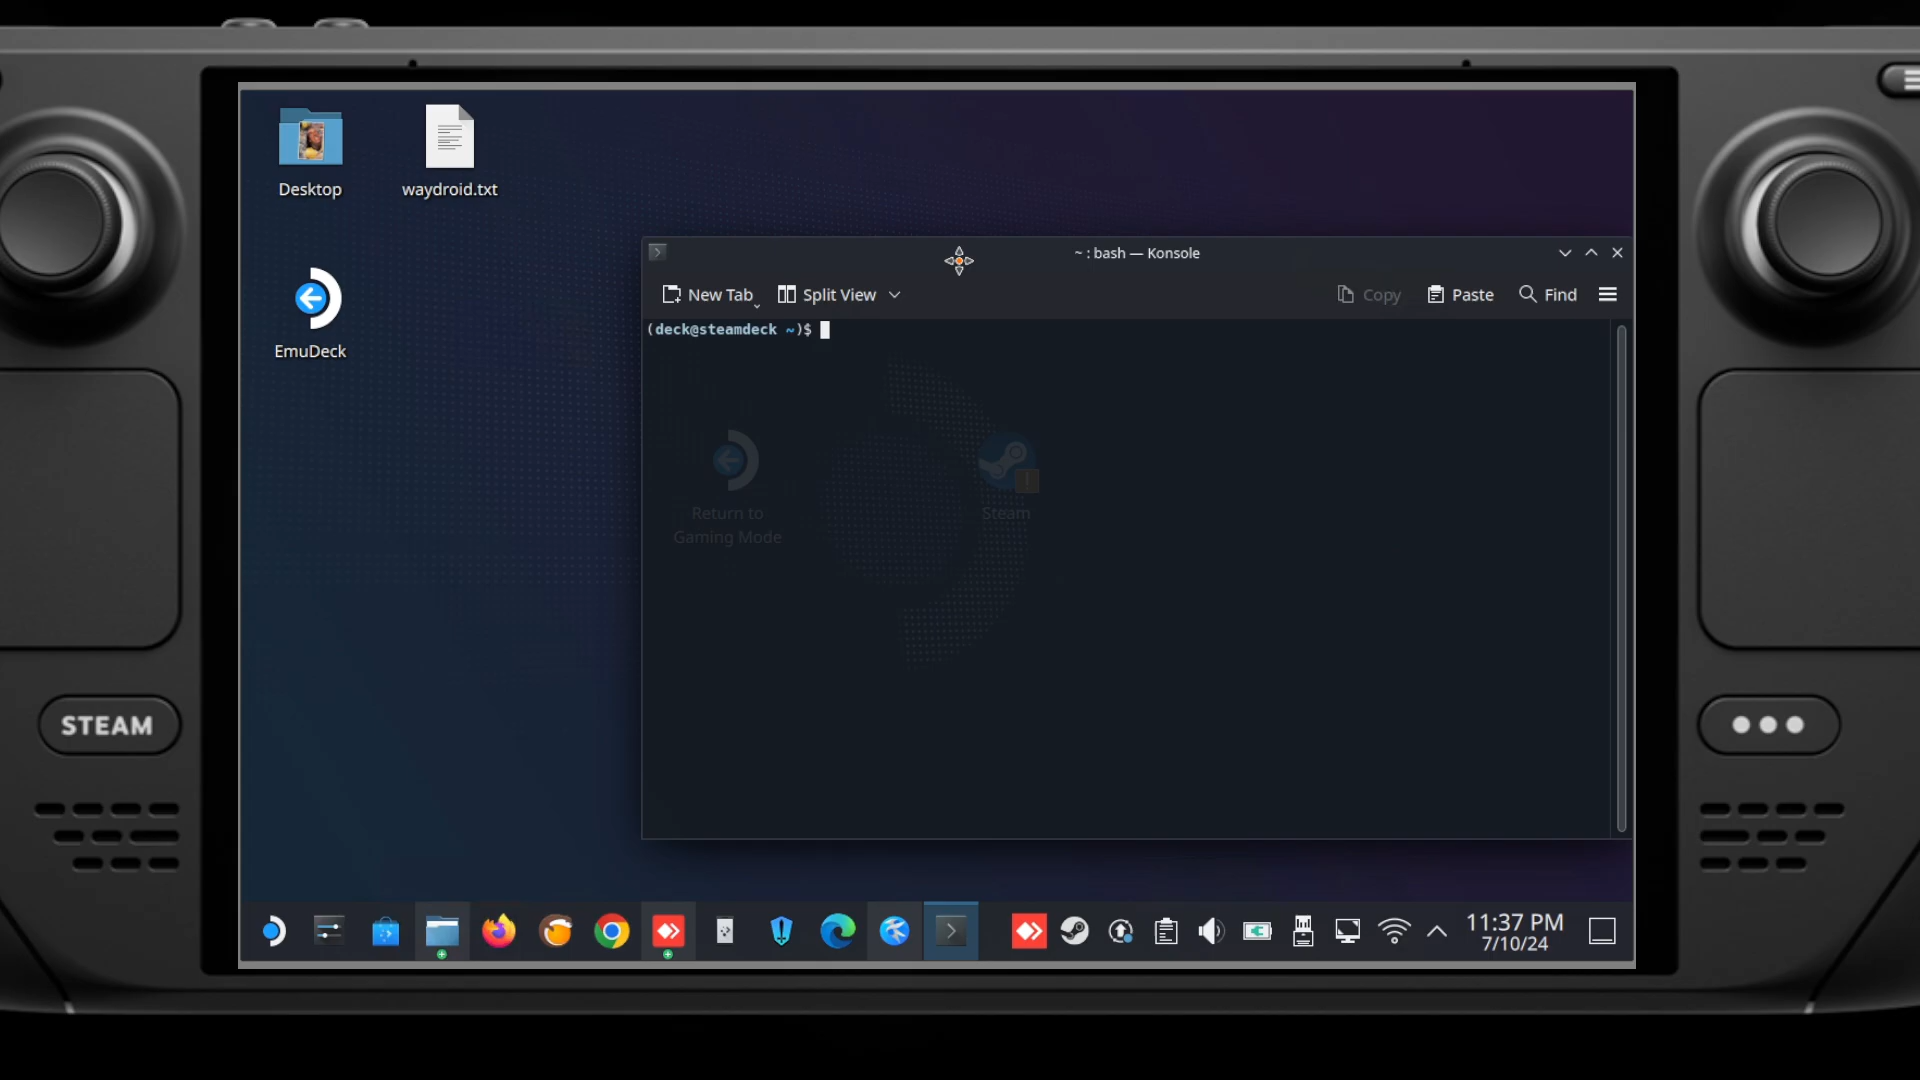 Desktop
waydroid.txt
EmuDeck
~ : bash — Konsole
New Tab
Split View
Copy
Paste
Find
(deck@steamdeck ~)$
Return to
Gaming Mode
Steam
STEAM
11:37 PM
7/10/24